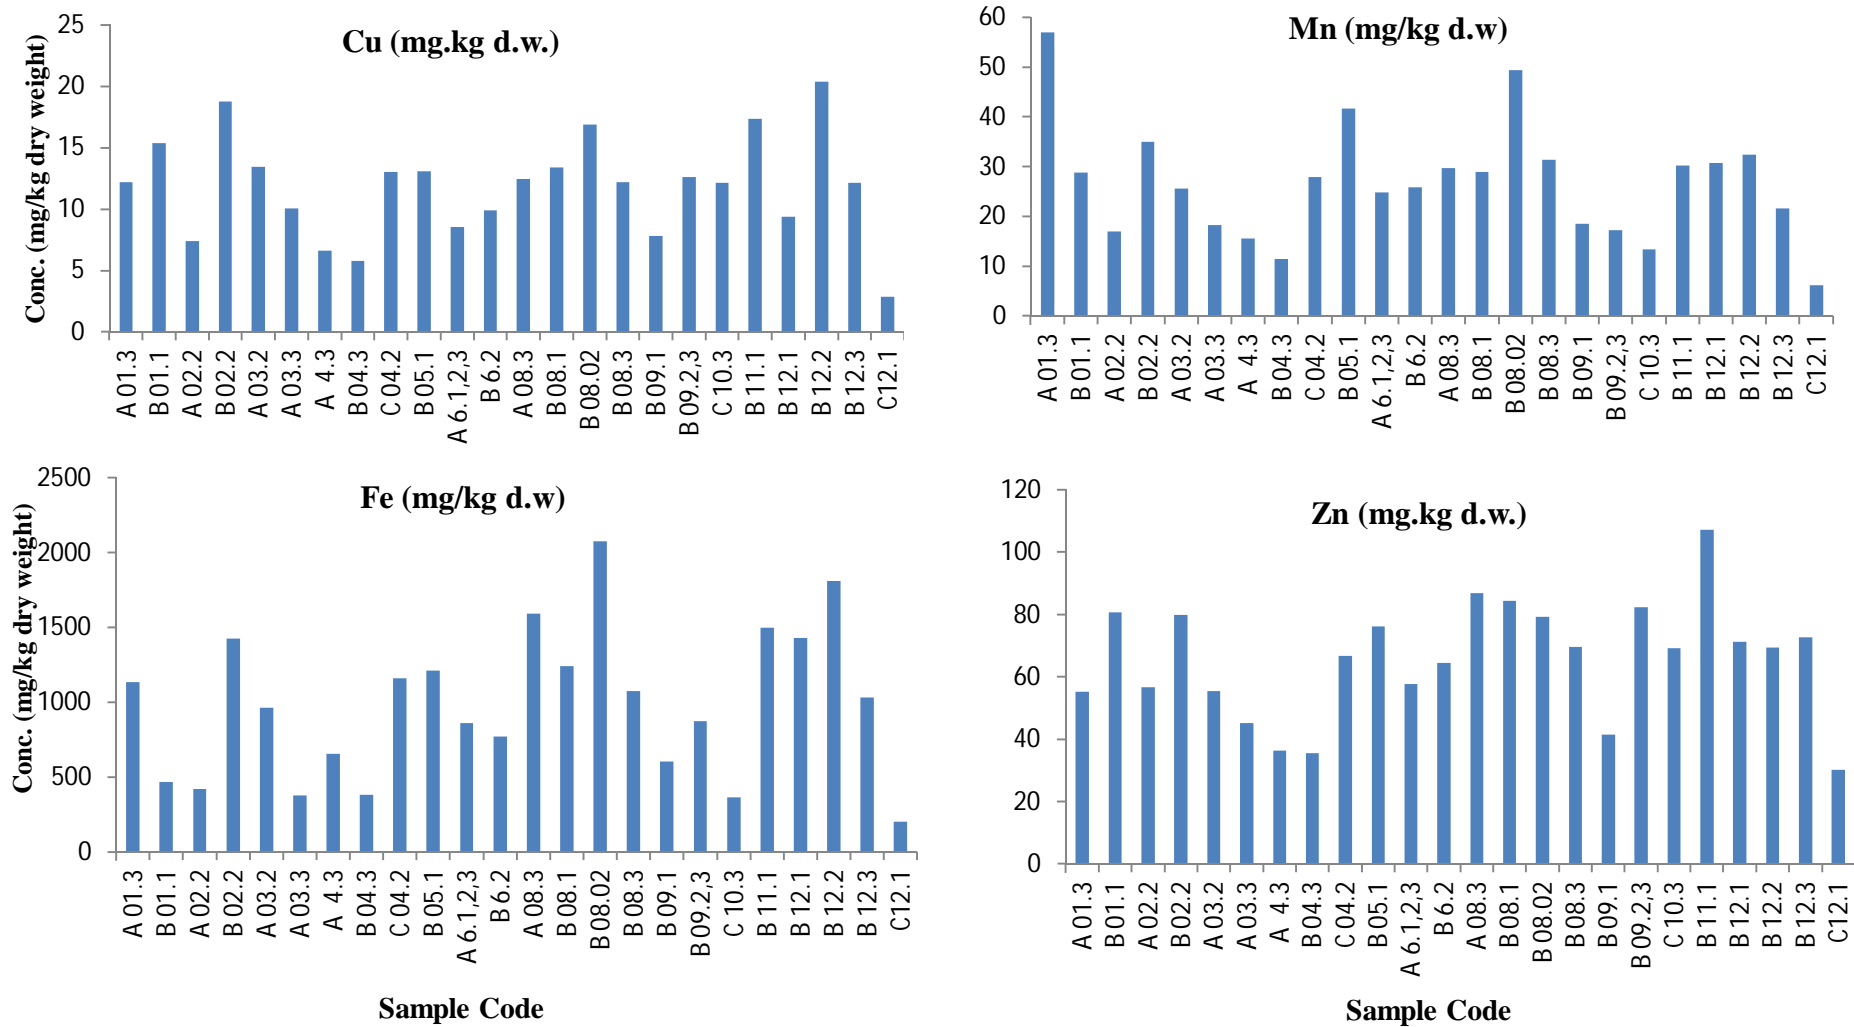 Cu (mg.kg d.w.)
Conc. (mg/kg dry weight)
25
20
15
10
5
0
A 01.3
B 01.1
A 02.2
B 02.2
A 03.2
A 03.3
A 4.3
B 04.3
C 04.2
B 05.1
A 6.1,2,3
B 6.2
A 08.3
B 08.1
B 08.02
B 08.3
B 09.1
B 09.2,3
C 10.3
B 11.1
B 12.1
B 12.2
B 12.3
C12.1
Mn (mg/kg d.w)
60
50
40
30
20
10
0
A 01.3
B 01.1
A 02.2
B 02.2
A 03.2
A 03.3
A 4.3
B 04.3
C 04.2
B 05.1
A 6.1,2,3
B 6.2
A 08.3
B 08.1
B 08.02
B 08.3
B 09.1
B 09.2,3
C 10.3
B 11.1
B 12.1
B 12.2
B 12.3
C12.1
Fe (mg/kg d.w)
Conc. (mg/kg dry weight)
2500
2000
1500
1000
500
0
A 01.3
B 01.1
A 02.2
B 02.2
A 03.2
A 03.3
A 4.3
B 04.3
C 04.2
B 05.1
A 6.1,2,3
B 6.2
A 08.3
B 08.1
B 08.02
B 08.3
B 09.1
B 09.2,3
C 10.3
B 11.1
B 12.1
B 12.2
B 12.3
C12.1
Sample Code
Zn (mg.kg d.w.)
120
100
80
60
40
20
0
A 01.3
B 01.1
A 02.2
B 02.2
A 03.2
A 03.3
A 4.3
B 04.3
C 04.2
B 05.1
A 6.1,2,3
B 6.2
A 08.3
B 08.1
B 08.02
B 08.3
B 09.1
B 09.2,3
C 10.3
B 11.1
B 12.1
B 12.2
B 12.3
C12.1
Sample Code